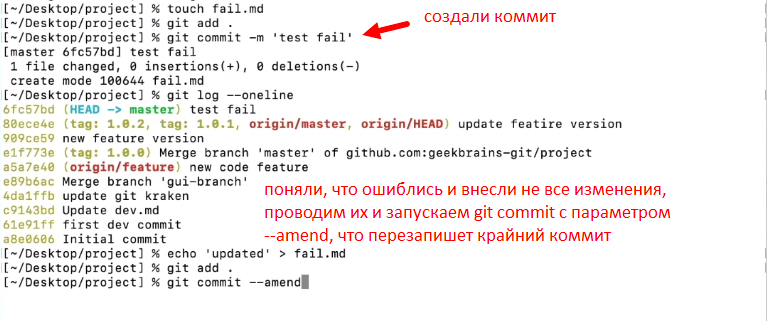 [~/Desktop/project] % touch fail.md
[~/Desktop/project] % git add .
[~/Desktop/project] % git commit -m 'test fail'
создали коммит
[master 6fc57bd] test fail
1 file changed, 0 insertions(+), 0 deletions(-)
create mode 100644 fail.md
[~/Desktop/project] % git log --oneline
6fc57bd (HEAD -> master) test fail
80ece4e (tag: 1.0.2, tag: 1.0.1, origin/master, origin/HEAD) update featire version
909ce59 new feature version
e1f773e (tag: 1.0.0) Merge branch 'master' of github.com:geekbrains-git/project
a5a7e40 (origin/feature) new code feature
e89b6ac Merge branch 'gui-branch'
4da1ffb update git kraken
c9143bd Update dev.md
61e91ff first dev commit
a8e0606 Initial commit
поняли, что ошиблись и внесли не все изменения,
проводим их и запускаем git commit с параметром
--amend, что перезапишет крайний коммит
[~/Desktop/project] % echo 'updated' > fail.md
[~/Desktop/project] % git add .
[~/Desktop/project] % git commit --amend